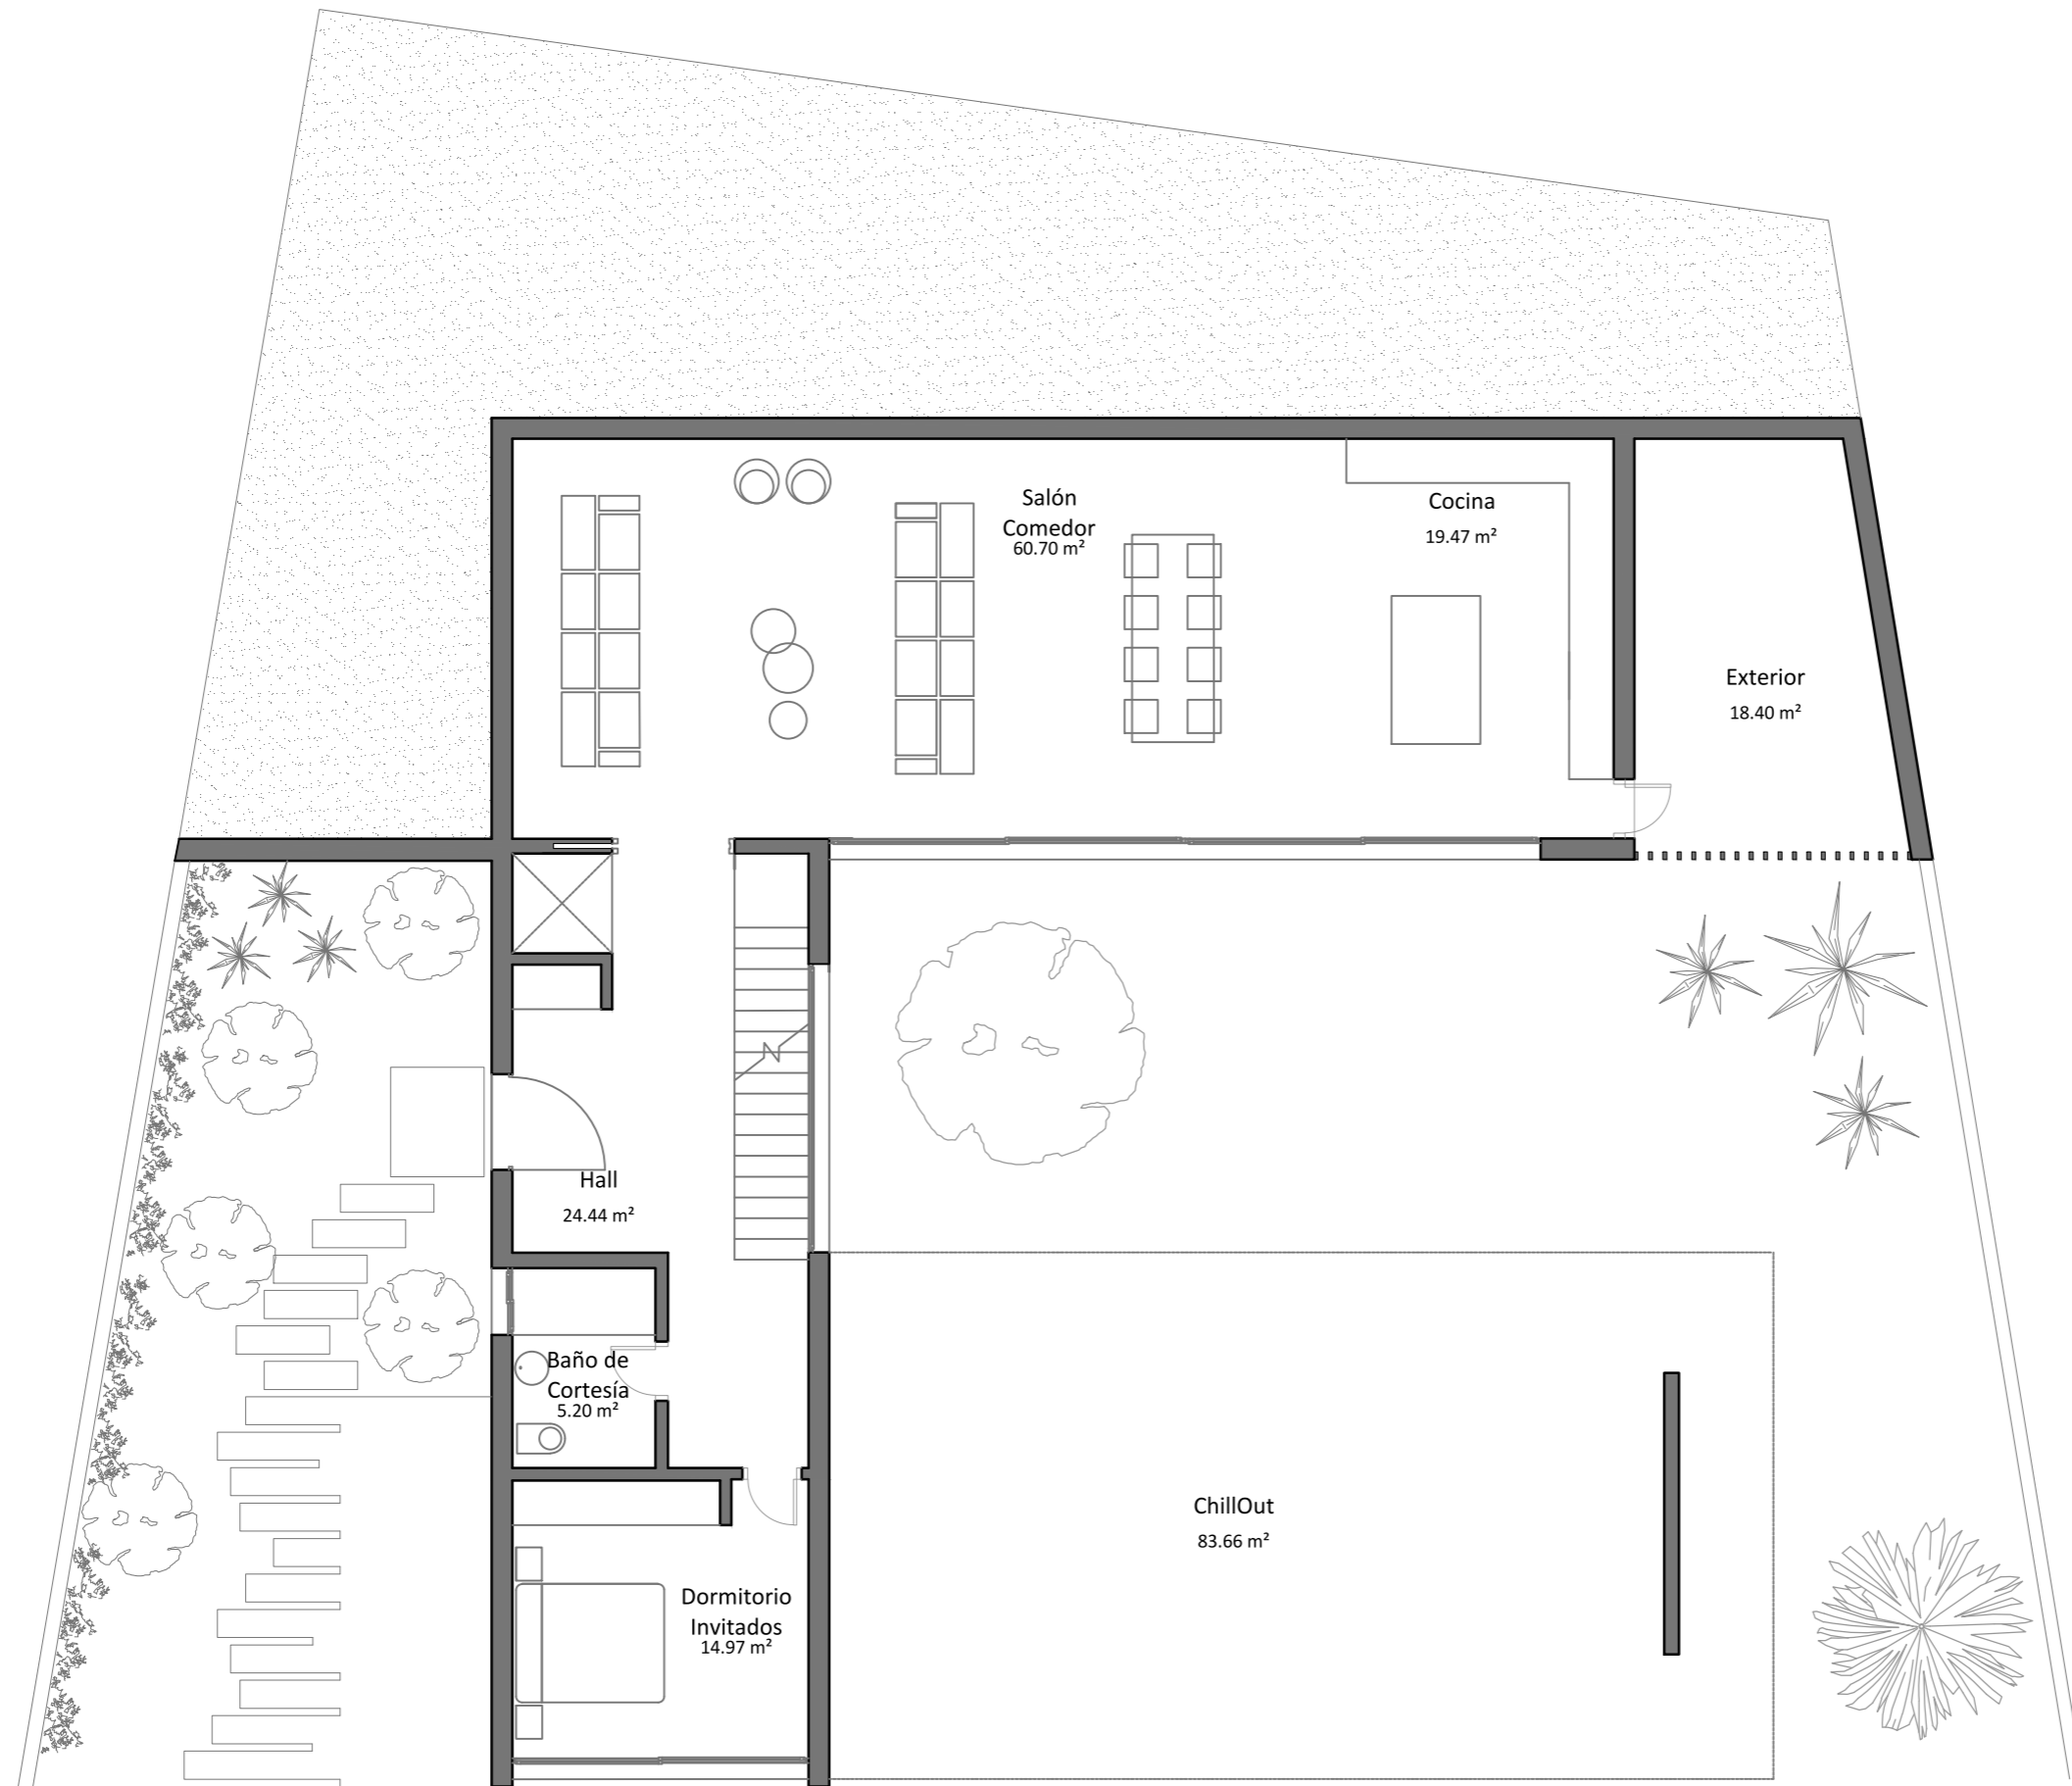 Salón
Comedor
60.70 m²
Cocina
19.47 m²
Exterior
18.40 m²
Hall
24.44 m²
Baño de
Cortesía
5.20 m²
ChillOut
83.66 m²
Dormitorio
Invitados
14.97 m²